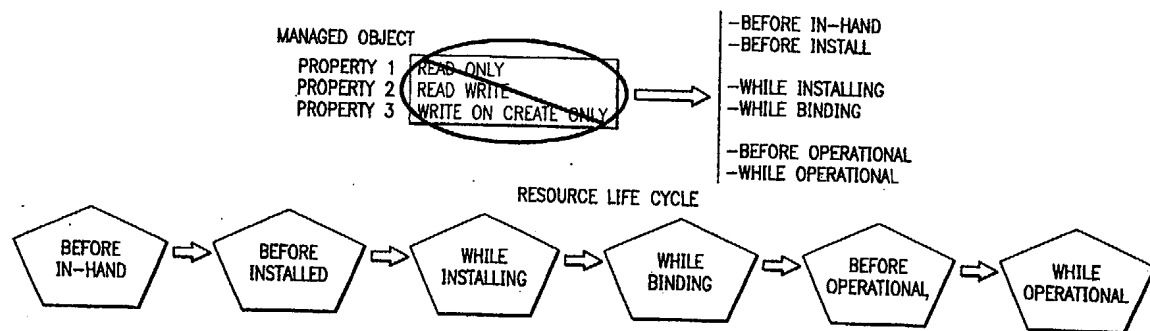 MANAGED OBJECT
PROPERTY 1 READ ONLY
PROPERTY 2 READ WRITE
PROPERTY 3 WRITE ON CREATE ONLY
-BEFORE IN-HAND
-BEFORE INSTALL
-WHILE INSTALLING
-WHILE BINDING
-BEFORE OPERATIONAL
-WHILE OPERATIONAL
RESOURCE LIFE CYCLE
BEFORE
IN-HAND
BEFORE
INSTALLED
WHILE
INSTALLING
WHILE
BINDING
BEFORE
OPERATIONAL
WHILE
OPERATIONAL